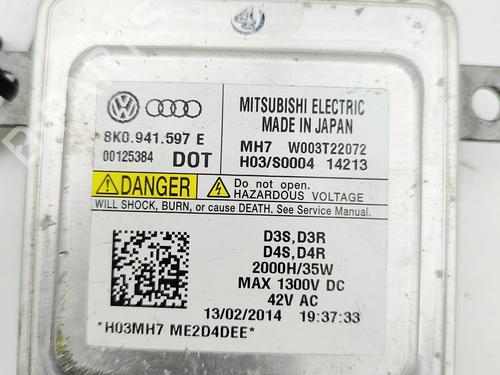 MITSUBISHI ELECTRIC
MADE IN JAPAN
8K0.941.597 E
00125384 DOT
MH7 W003T22072
H03/S0004 14213
DANGER
Do not open.
HAZARDOUS VOLTAGE
WILL SHOCK, BURN, or cause DEATH. See Service Manual.
D3S,D3R
D4S,D4R
2000H/35W
MAX 1300V DC
42V AC
13/02/2014 19:37:33
*H03MH7 ME2D4DEE*